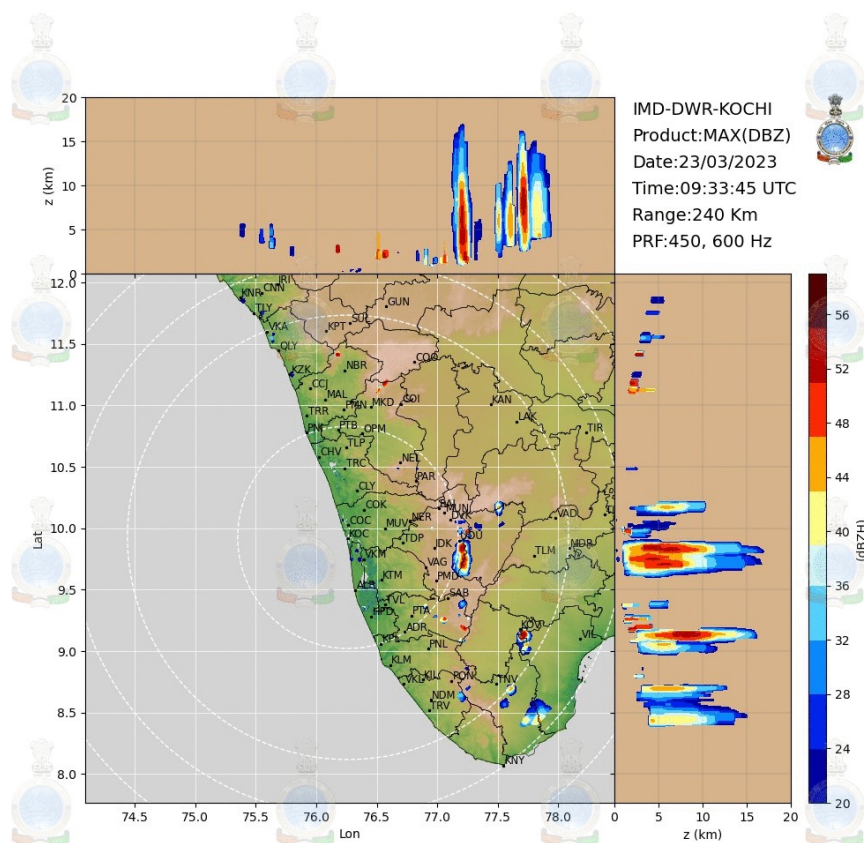 IMD-DWR-KOCHI
Product:MAX(DBZ)
Date:23/03/2023
Time:09:33:45 UTC
Range:240 Km
PRF:450, 600 Hz
20
15
10
5
0
z (km)
12.0
11.5
11.0
10.5
10.0
9.5
9.0
8.5
8.0
Lat
IRI
KNR
CNN
TLY
GUN
SUL
VKA
KPT
QLY
NBR
COO
KZK
CCJ
MAL
MKD
COI
KAN
TRR
LAK
PNI
PTB
OPM
TIR
TLP
CHV
TRC
NEL
PAR
CLY
COK
MUN
DVK
VAD
COC
MUV
NER
KOC
TDP
JDK
UDU
MDR
VKM
TLM
VAG
KTM
PMD
ALP
SAB
TVL
HPD
PTA
ADR
KOVR
VIL
PNL
KLM
VKL
KIL
PON
TNV
NDM
TRV
KNY
74.5 75.0 75.5 76.0 76.5 77.0 77.5 78.0
Lon
0 5 10 15 20
z (km)
56
52
48
44
40
36
32
28
24
20
(dBZH)